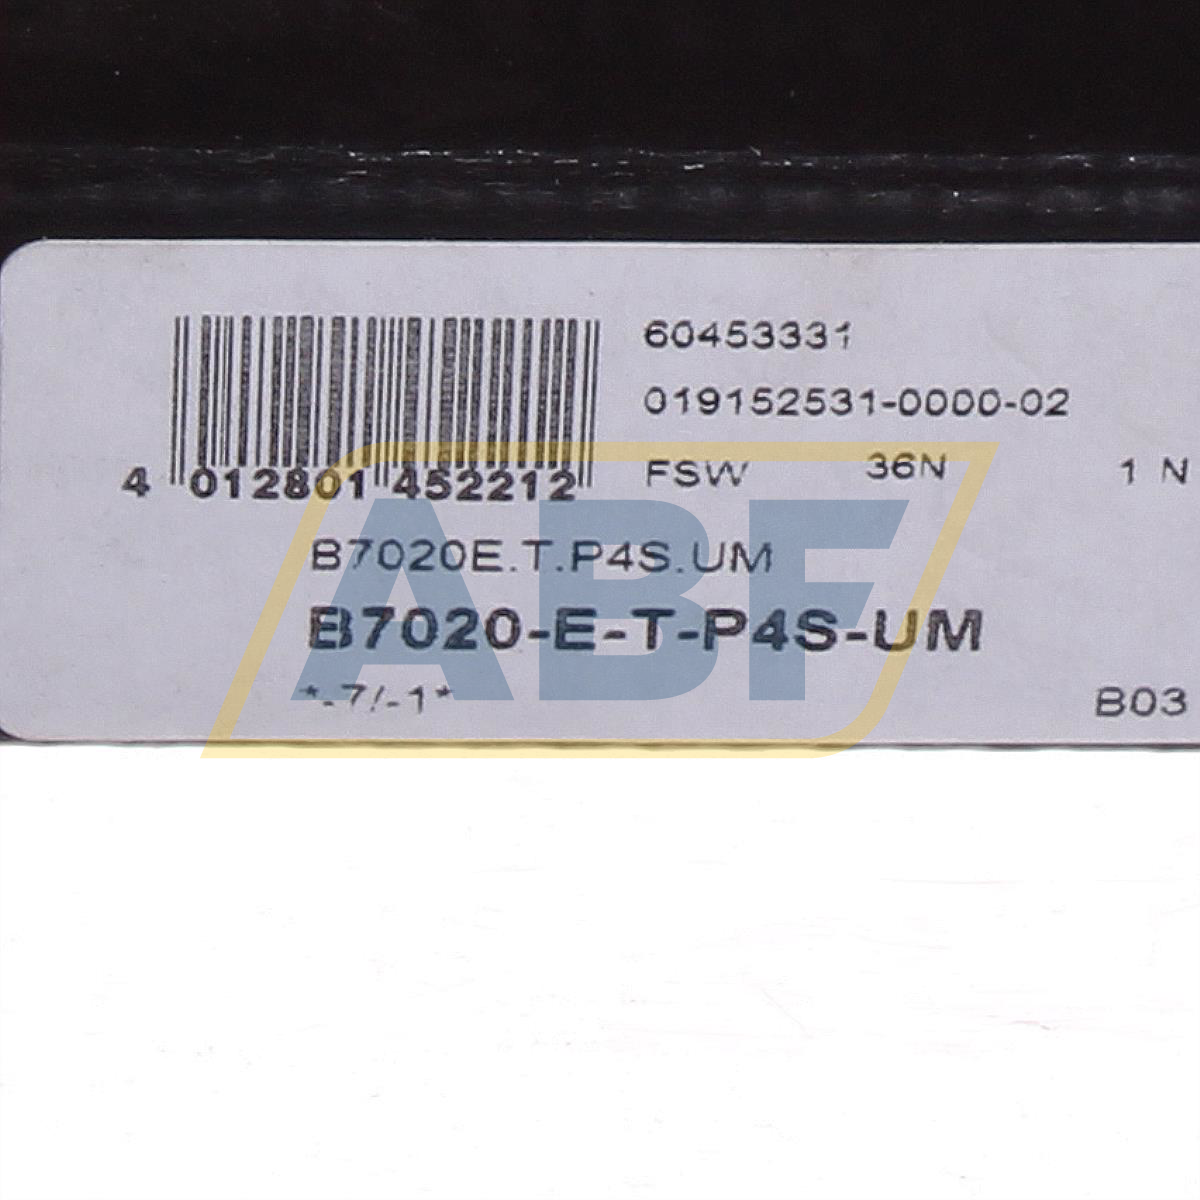 60453331
019152531-0000-02
FSW 36N 1 N
4 012801 452212
B7020E.T.P4S.UM
B7020-E-T-P4S-UM
*-7/-1*
B03
ABF